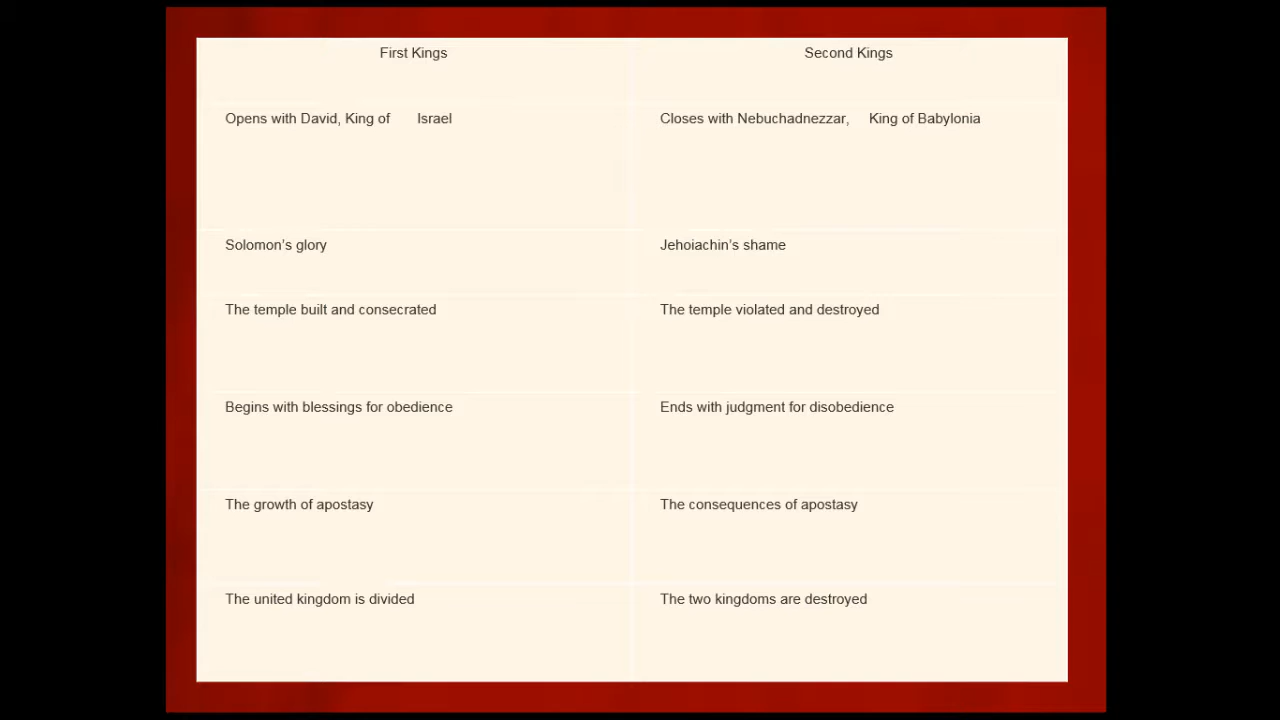 First Kings Second Kings
Opens with David, King of Israel Closes with Nebuchadnezzar, King of Babylonia
Solomon’s glory Jehoiachin’s shame
The temple built and consecrated The temple violated and destroyed
Begins with blessings for obedience Ends with judgment for disobedience
The growth of apostasy The consequences of apostasy
The united kingdom is divided The two kingdoms are destroyed